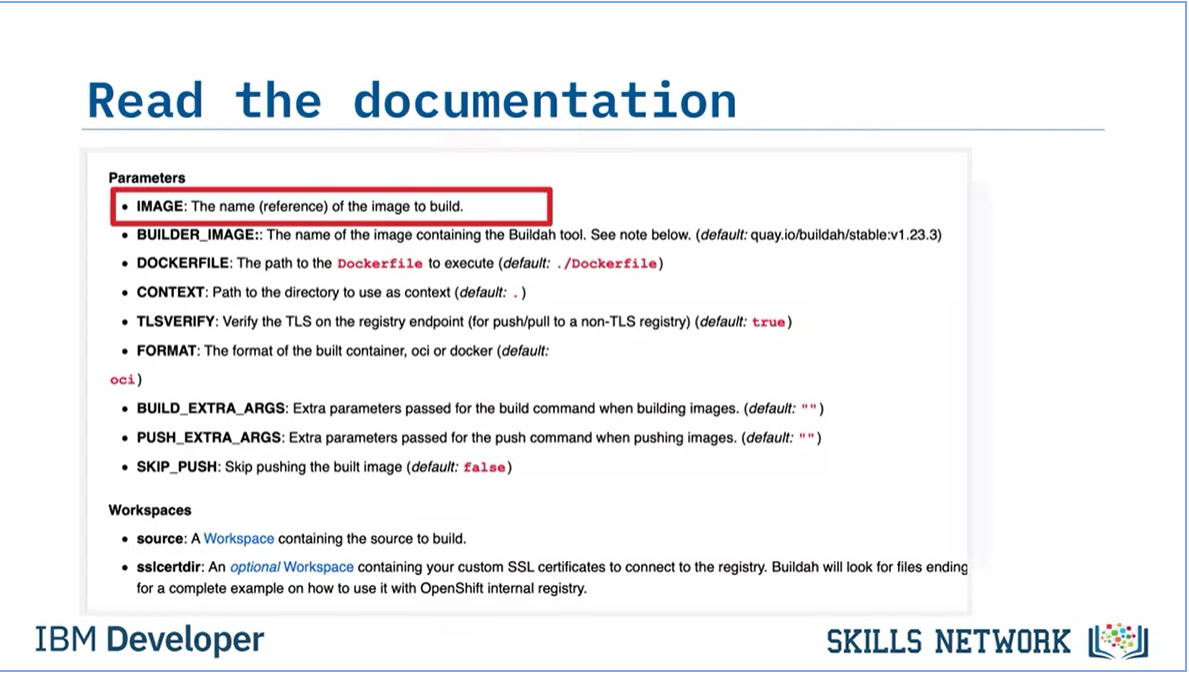 Read the documentation
Parameters
• IMAGE: The name (reference) of the image to build.
• BUILDER_IMAGE:: The name of the image containing the Buildah tool. See note below. (default: quay.io/buildah/stable:v1.23.3)
• DOCKERFILE: The path to the Dockerfile to execute (default: ./Dockerfile)
• CONTEXT: Path to the directory to use as context (default: .)
• TLSVERIFY: Verify the TLS on the registry endpoint (for push/pull to a non-TLS registry) (default: true)
• FORMAT: The format of the built container, oci or docker (default:
oci)
• BUILD_EXTRA_ARGS: Extra parameters passed for the build command when building images. (default: "")
• PUSH_EXTRA_ARGS: Extra parameters passed for the push command when pushing images. (default: "")
• SKIP_PUSH: Skip pushing the built image (default: false)
Workspaces
• source: A Workspace containing the source to build.
• sslcertdir: An optional Workspace containing your custom SSL certificates to connect to the registry. Buildah will look for files ending
for a complete example on how to use it with OpenShift internal registry.
IBM Developer
SKILLS NETWORK